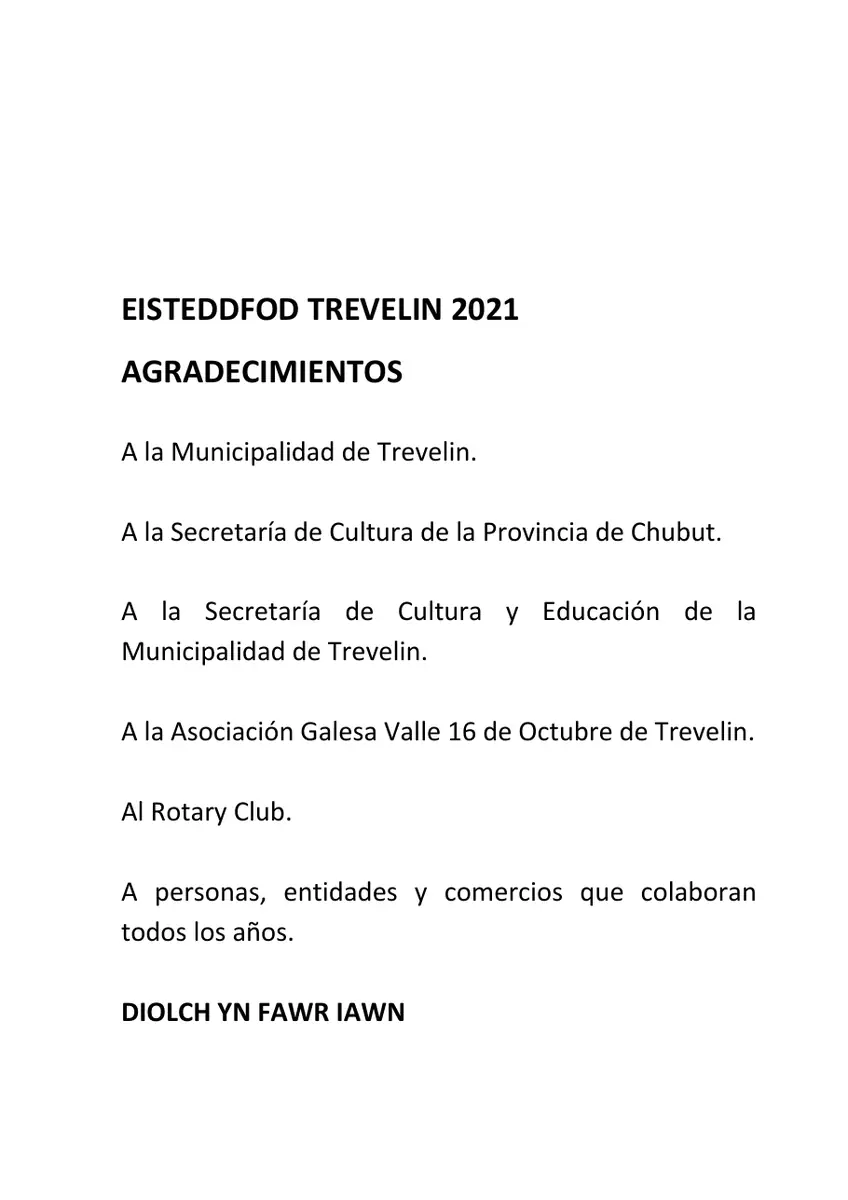 EISTEDDFOD TREVELIN 2021
AGRADECIMIENTOS
A la Municipalidad de Trevelin.
A la Secretaría de Cultura de la Provincia de Chubut.
A la Secretaría de Cultura y Educación de la
Municipalidad de Trevelin.
A la Asociación Galesa Valle 16 de Octubre de Trevelin.
Al Rotary Club.
A personas, entidades y comercios que colaboran
todos los años.
DIOLCH YN FAWR IAWN